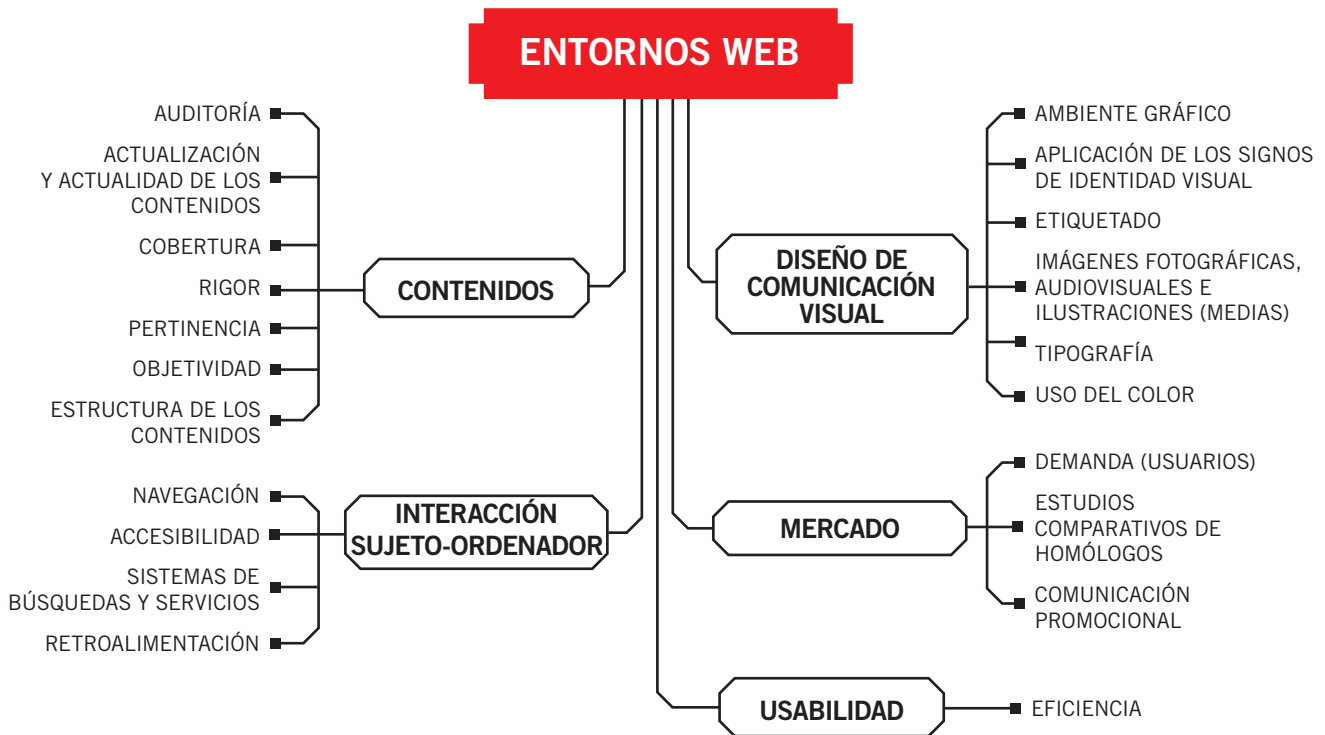 ENTORNOS WEB
AUDITORÍA
ACTUALIZACIÓN
Y ACTUALIDAD DE LOS
CONTENIDOS
COBERTURA
RIGOR
PERTINENCIA
OBJETIVIDAD
ESTRUCTURA DE LOS
CONTENIDOS
CONTENIDOS
NAVEGACIÓN
ACCESIBILIDAD
SISTEMAS DE
BÚSQUEDAS Y SERVICIOS
RETROALIMENTACIÓN
INTERACCIÓN
SUJETO-ORDENADOR
DISEÑO DE
COMUNICACIÓN
VISUAL
AMBIENTE GRÁFICO
APLICACIÓN DE LOS SIGNOS
DE IDENTIDAD VISUAL
ETIQUETADO
IMÁGENES FOTOGRÁFICAS,
AUDIOVISUALES E
ILUSTRACIONES (MEDIAS)
TIPOGRAFÍA
USO DEL COLOR
MERCADO
DEMANDA (USUARIOS)
ESTUDIOS
COMPARATIVOS DE
HOMÓLOGOS
COMUNICACIÓN
PROMOCIONAL
USABILIDAD
EFICIENCIA